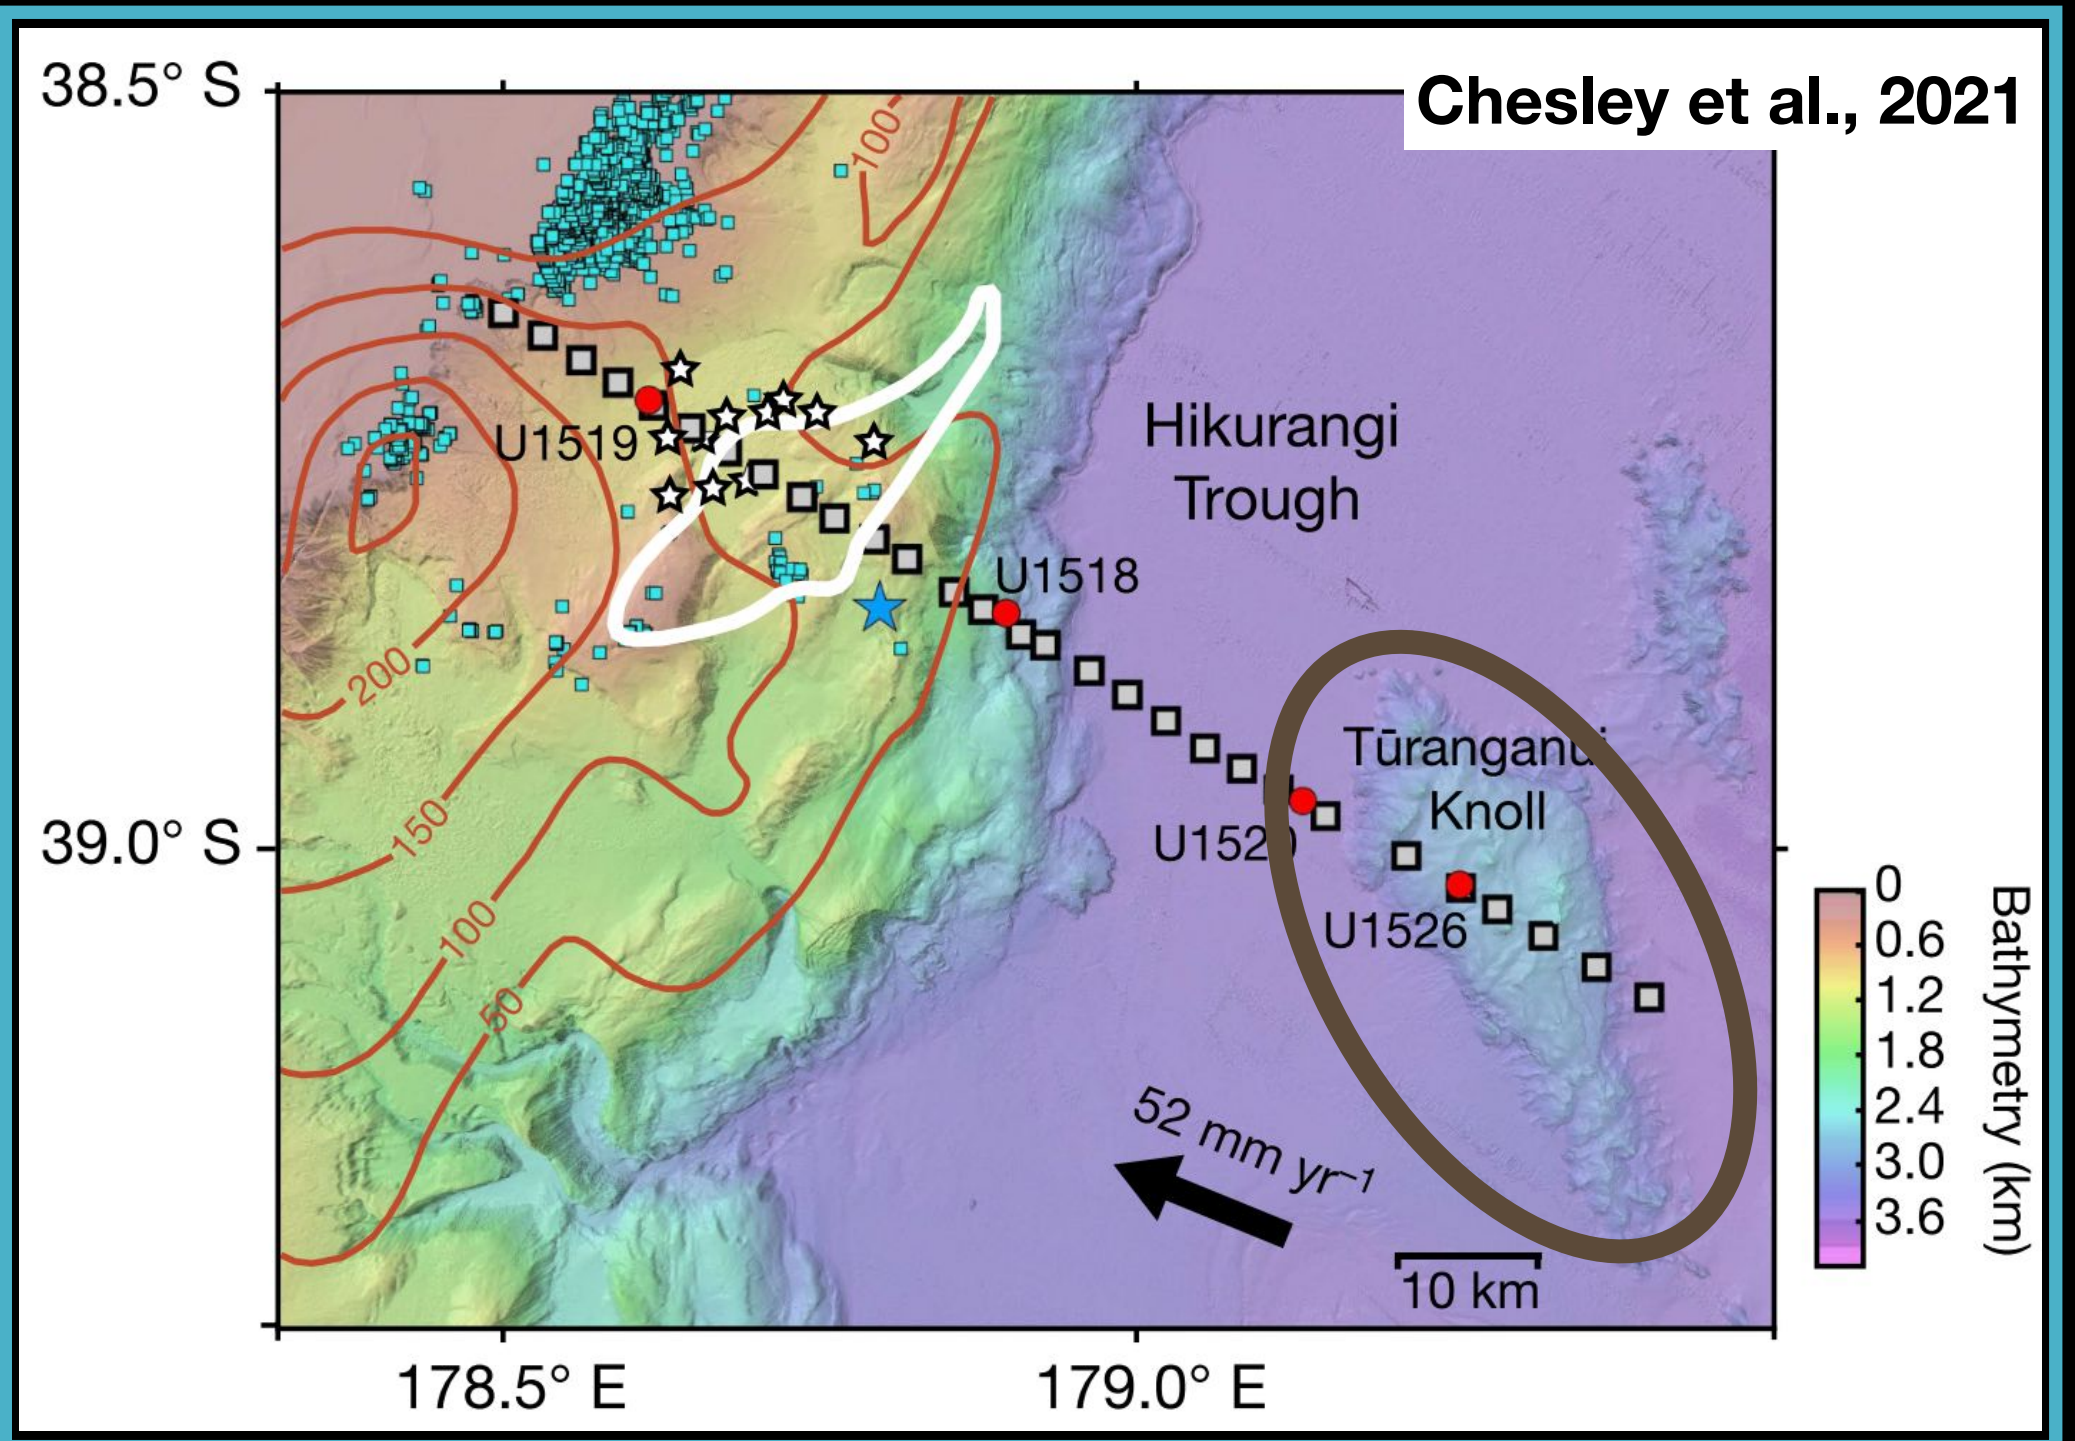 38.5° S
Chesley et al., 2021
100
Hikurangi
Trough
U1519
U1518
200
Tūranganui
Knoll
150
39.0° S
U1520
U1526
100
50
52 mm yr⁻¹
10 km
0
0.6
1.2
1.8
2.4
3.0
3.6
Bathymetry (km)
178.5° E
179.0° E